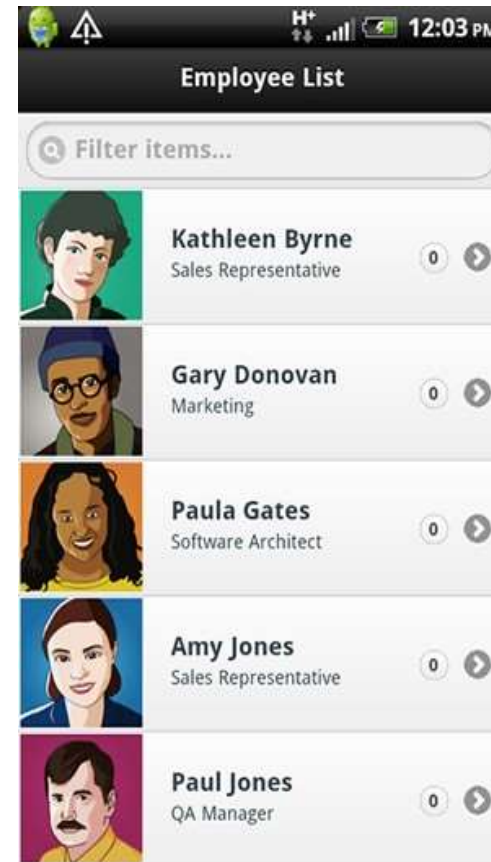 H+ 12:03 PM
Employee List
Filter items...
Kathleen Byrne
Sales Representative
0
Gary Donovan
Marketing
0
Paula Gates
Software Architect
0
Amy Jones
Sales Representative
0
Paul Jones
QA Manager
0